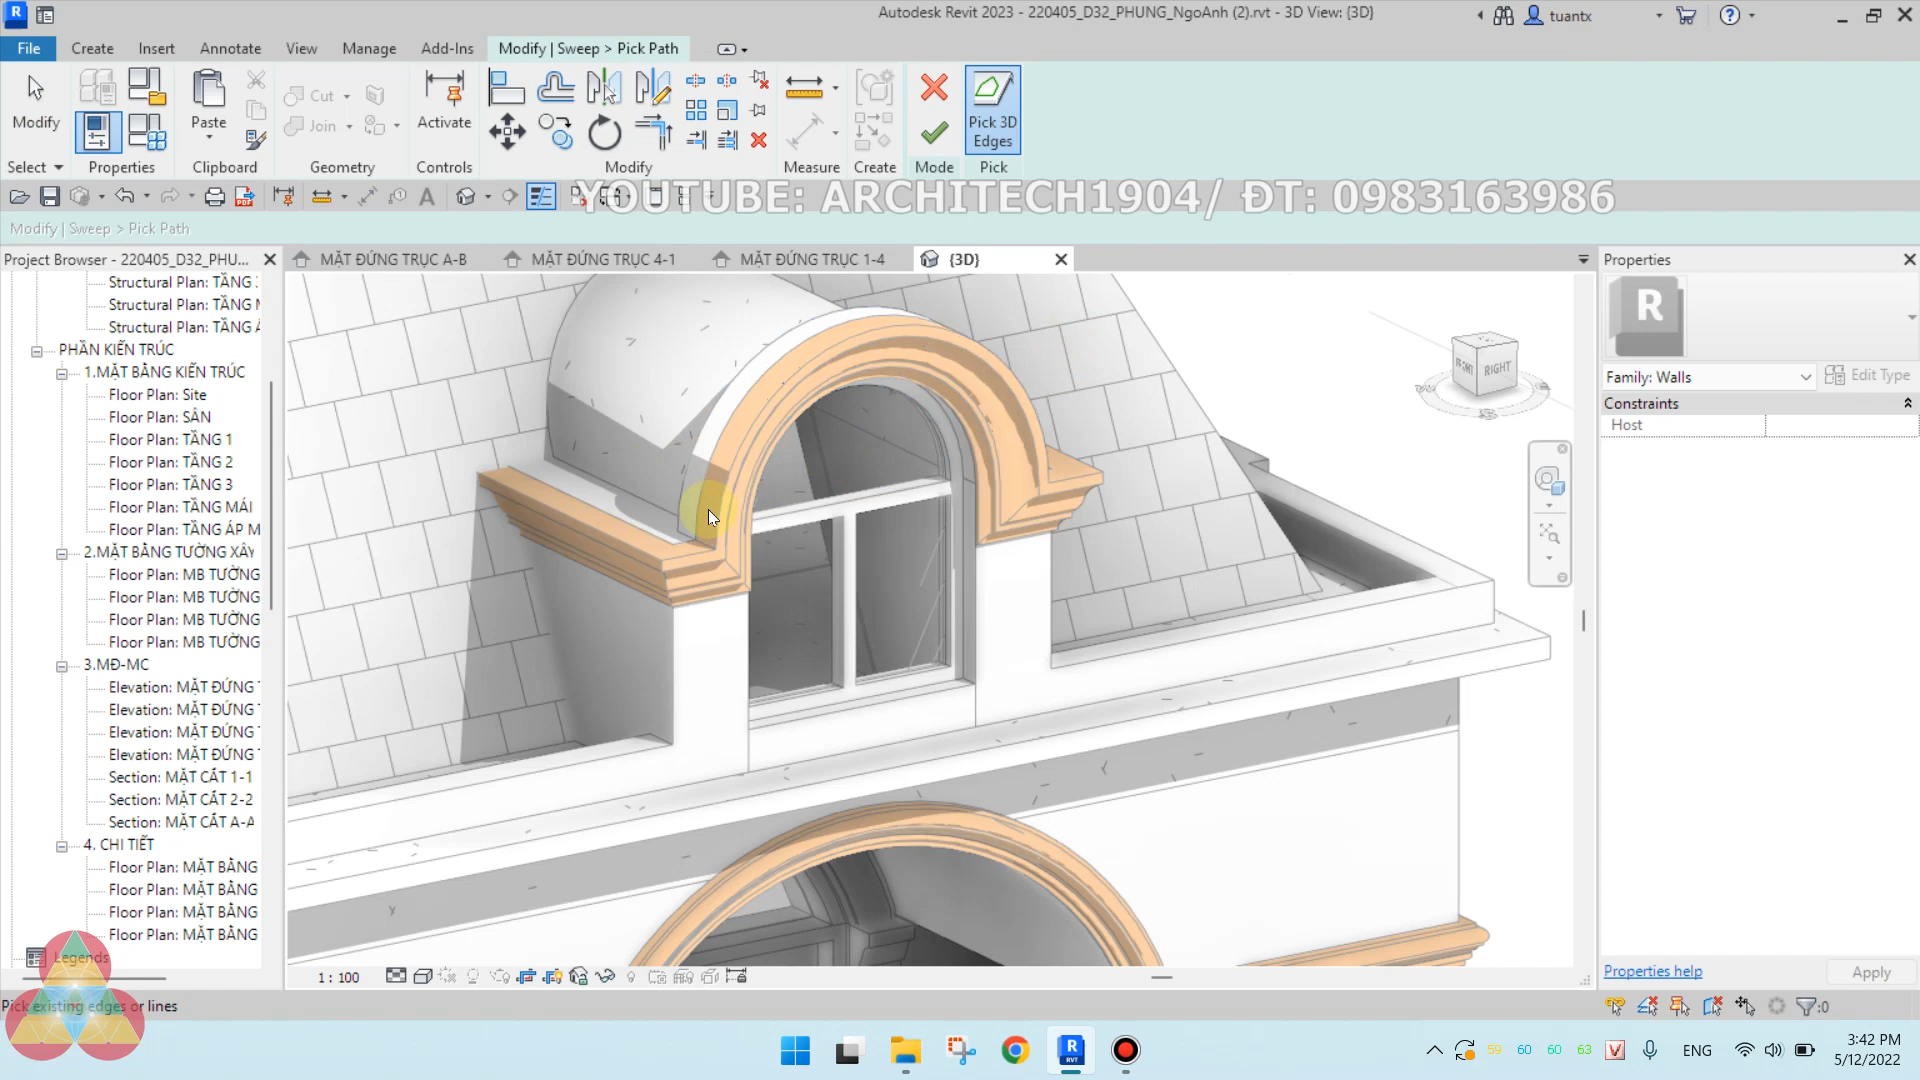 Autodesk Revit 2023 - 220405_D32_PHUNG_NgoAnh (2).rvt - 3D View: {3D}
tuantx
File Create Insert Annotate View Manage Add-Ins Modify | Sweep > Pick Path
Modify
Paste
Cut
Join
Activate
Pick 3D
Edges
Select Properties Clipboard Geometry Controls Modify Measure Create Mode Pick
YOUTUBE: ARCHITECH1904/ ĐT: 0983163986
Modify | Sweep > Pick Path
Project Browser - 220405_D32_PHU...
MẶT ĐỨNG TRỤC A-B
MẶT ĐỨNG TRỤC 4-1
MẶT ĐỨNG TRỤC 1-4
{3D}
Properties
Structural Plan: TẦNG
Structural Plan: TẦNG
Structural Plan: TẦNG
PHẦN KIẾN TRÚC
1.MẶT BẰNG KIẾN TRÚC
Floor Plan: Site
Floor Plan: SÂN
Floor Plan: TẦNG 1
Floor Plan: TẦNG 2
Floor Plan: TẦNG 3
Floor Plan: TẦNG MÁI
Floor Plan: TẦNG ÁP M
2.MẶT BẰNG TƯỜNG XÂY
Floor Plan: MB TƯỜNG
Floor Plan: MB TƯỜNG
Floor Plan: MB TƯỜNG
Floor Plan: MB TƯỜNG
3.MĐ-MC
Elevation: MẶT ĐỨNG
Elevation: MẶT ĐỨNG
Elevation: MẶT ĐỨNG
Elevation: MẶT ĐỨNG
Section: MẶT CẮT 1-1
Section: MẶT CẮT 2-2
Section: MẶT CẮT A-A
4. CHI TIẾT
Floor Plan: MẶT BẰNG
Floor Plan: MẶT BẰNG
Floor Plan: MẶT BẰNG
Floor Plan: MẶT BẰNG
Legends
R
Family: Walls
Edit Type
Constraints
Host
FRONT RIGHT
1 : 100
Properties help
Apply
Pick existing edges or lines
:0
R
RVT
59 60 60 63
V
ENG
3:42 PM
5/12/2022